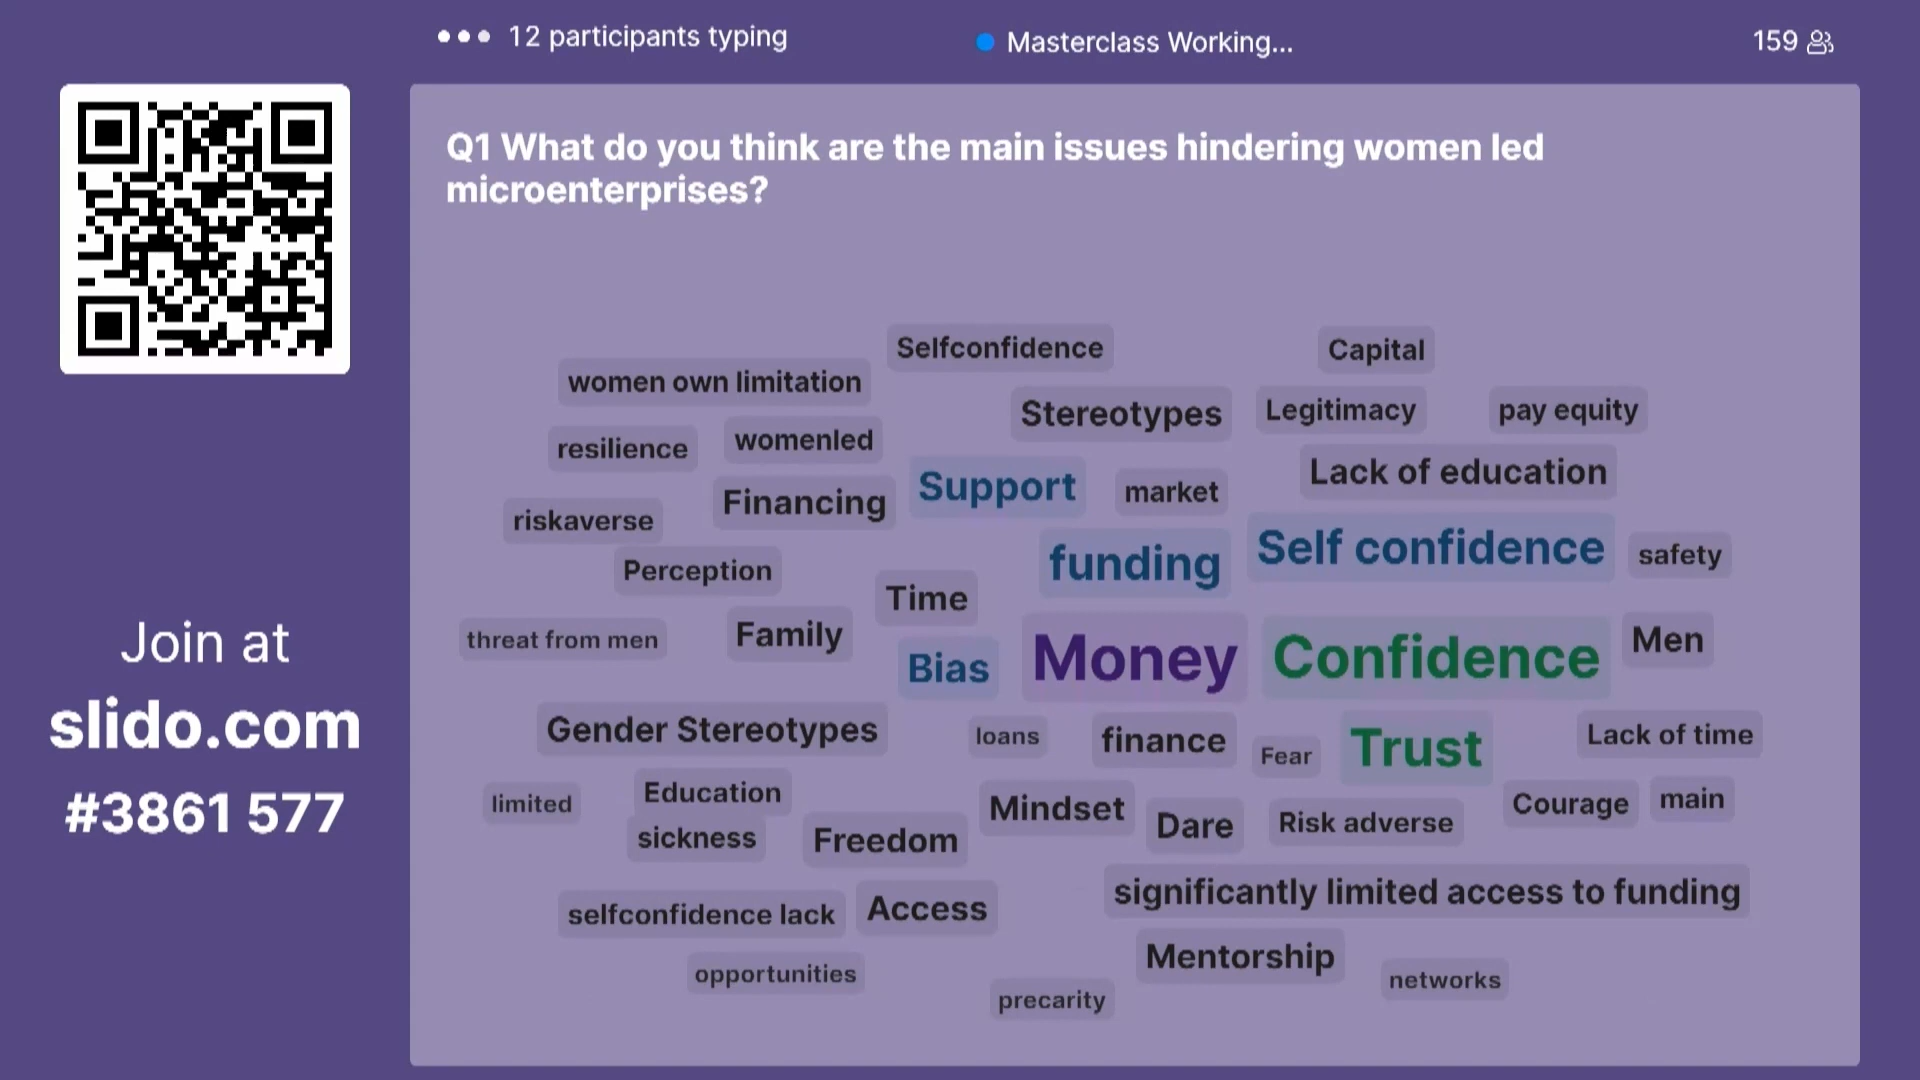 12 participants typing
Masterclass Working...
159
Q1 What do you think are the main issues hindering women led
microenterprises?
Join at
slido.com
#3861 577
Selfconfidence
Capital
women own limitation
Stereotypes
Legitimacy
pay equity
resilience
womenled
Support
market
Lack of education
Financing
riskaverse
funding
Self confidence
safety
Perception
Time
threat from men
Family
Bias
Money
Confidence
Men
Gender Stereotypes
loans
finance
Fear
Trust
Lack of time
limited
Education
Mindset
Dare
Risk adverse
Courage
main
sickness
Freedom
significantly limited access to funding
selfconfidence lack
Access
Mentorship
opportunities
precarity
networks